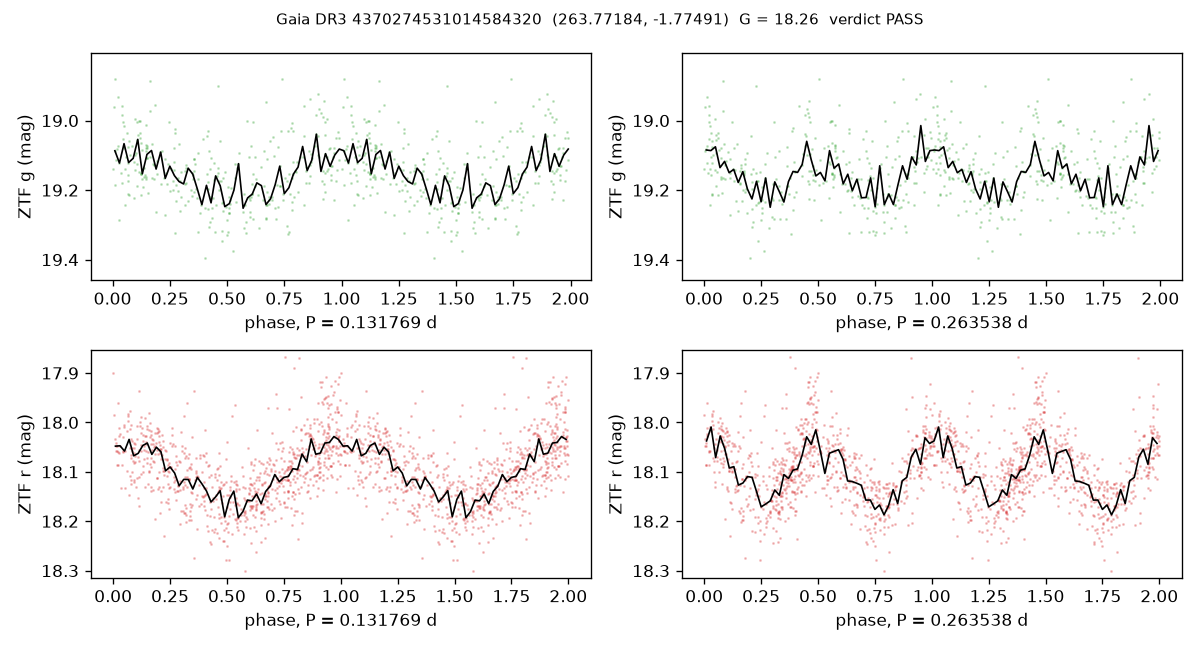 Gaia DR3 4370274531014584320 (263.77184, -1.77491) G = 18.26 verdict PASS
ZTF g (mag)
19.0
19.2
19.4
0.00 0.25 0.50 0.75 1.00 1.25 1.50 1.75 2.00
phase, P = 0.131769 d
ZTF g (mag)
19.0
19.2
19.4
0.00 0.25 0.50 0.75 1.00 1.25 1.50 1.75 2.00
phase, P = 0.263538 d
ZTF r (mag)
17.9
18.0
18.1
18.2
18.3
0.00 0.25 0.50 0.75 1.00 1.25 1.50 1.75 2.00
phase, P = 0.131769 d
ZTF r (mag)
17.9
18.0
18.1
18.2
18.3
0.00 0.25 0.50 0.75 1.00 1.25 1.50 1.75 2.00
phase, P = 0.263538 d